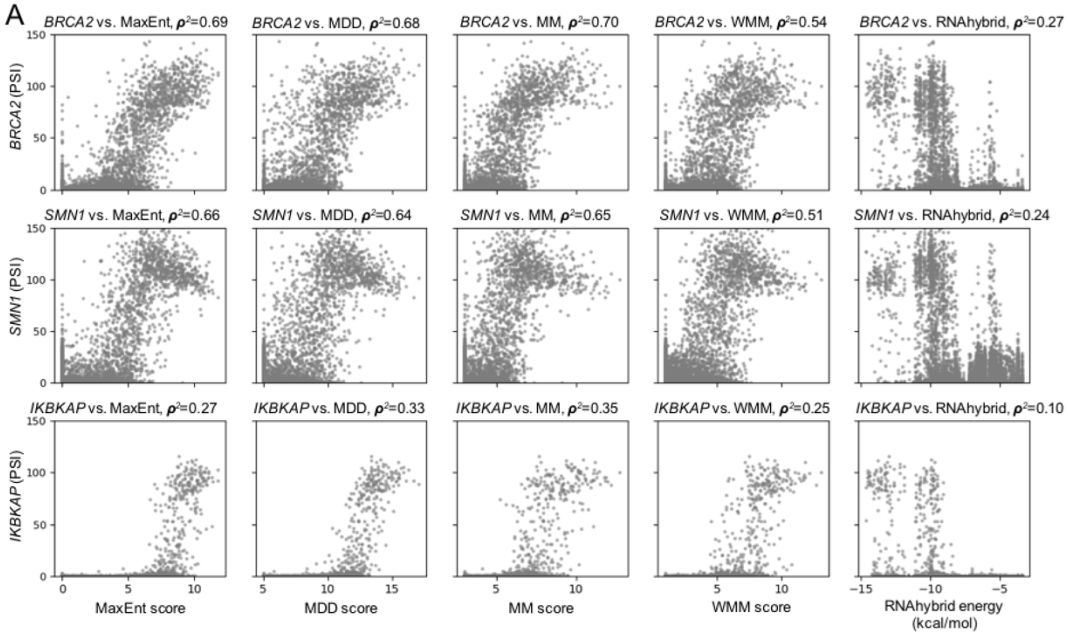 A
BRCA2 vs. MaxEnt, ρ²=0.69
BRCA2 vs. MDD, ρ²=0.68
BRCA2 vs. MM, ρ²=0.70
BRCA2 vs. WMM, ρ²=0.54
BRCA2 vs. RNAhybrid, ρ²=0.27
BRCA2 (PSI)
150
100
50
0
SMN1 vs. MaxEnt, ρ²=0.66
SMN1 vs. MDD, ρ²=0.64
SMN1 vs. MM, ρ²=0.65
SMN1 vs. WMM, ρ²=0.51
SMN1 vs. RNAhybrid, ρ²=0.24
SMN1 (PSI)
150
100
50
0
IKBKAP vs. MaxEnt, ρ²=0.27
IKBKAP vs. MDD, ρ²=0.33
IKBKAP vs. MM, ρ²=0.35
IKBKAP vs. WMM, ρ²=0.25
IKBKAP vs. RNAhybrid, ρ²=0.10
IKBKAP (PSI)
150
100
50
0
0 5 10
5 10 15
5 10
5 10
−15 −10 −5
MaxEnt score
MDD score
MM score
WMM score
RNAhybrid energy
(kcal/mol)